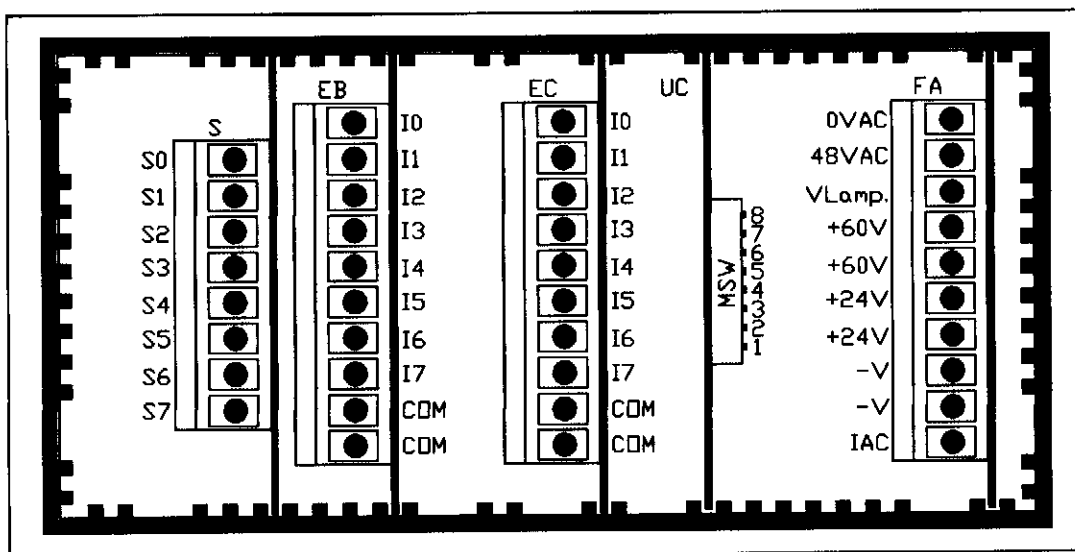 S
S0
S1
S2
S3
S4
S5
S6
S7
EB
I0
I1
I2
I3
I4
I5
I6
I7
COM
COM
EC
I0
I1
I2
I3
I4
I5
I6
I7
COM
COM
UC
MSW
8
7
6
5
4
3
2
1
FA
0VAC
48VAC
VLamp.
+60V
+60V
+24V
+24V
-V
-V
IAC